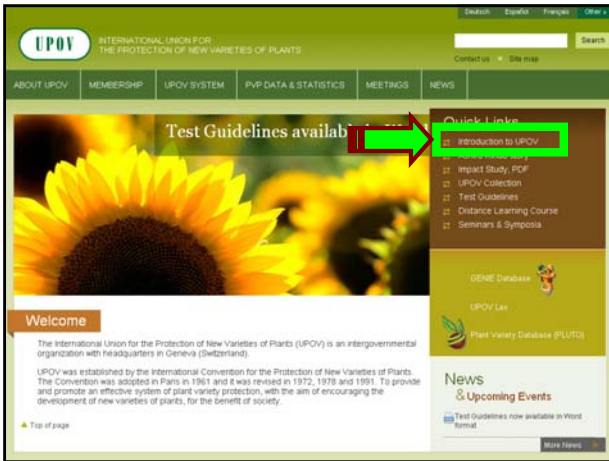 Deutsch Español Français Other
UPOV
INTERNATIONAL UNION FOR
THE PROTECTION OF NEW VARIETIES OF PLANTS
Search
Contact us Site map
ABOUT UPOV MEMBERSHIP UPOV SYSTEM PVP DATA & STATISTICS MEETINGS NEWS
Test Guidelines
Quick Links
Introduction to UPOV
Impact Study, PDF
UPOV Collection
Test Guidelines
Distance Learning Course
Seminars & Symposia
GENIE Database
UPOV Lex
Plant Variety Database (PLUTO)
Welcome
The International Union for the Protection of New Varieties of Plants (UPOV) is an intergovernmental
organization with headquarters in Geneva (Switzerland).
UPOV was established by the International Convention for the Protection of New Varieties of Plants.
The Convention was adopted in Paris in 1961 and it was revised in 1972, 1978 and 1991. To provide
and promote an effective system of plant variety protection, with the aim of encouraging the
development of new varieties of plants, for the benefit of society.
Top of page
News
& Upcoming Events
Test Guidelines now available in Word
format
More News